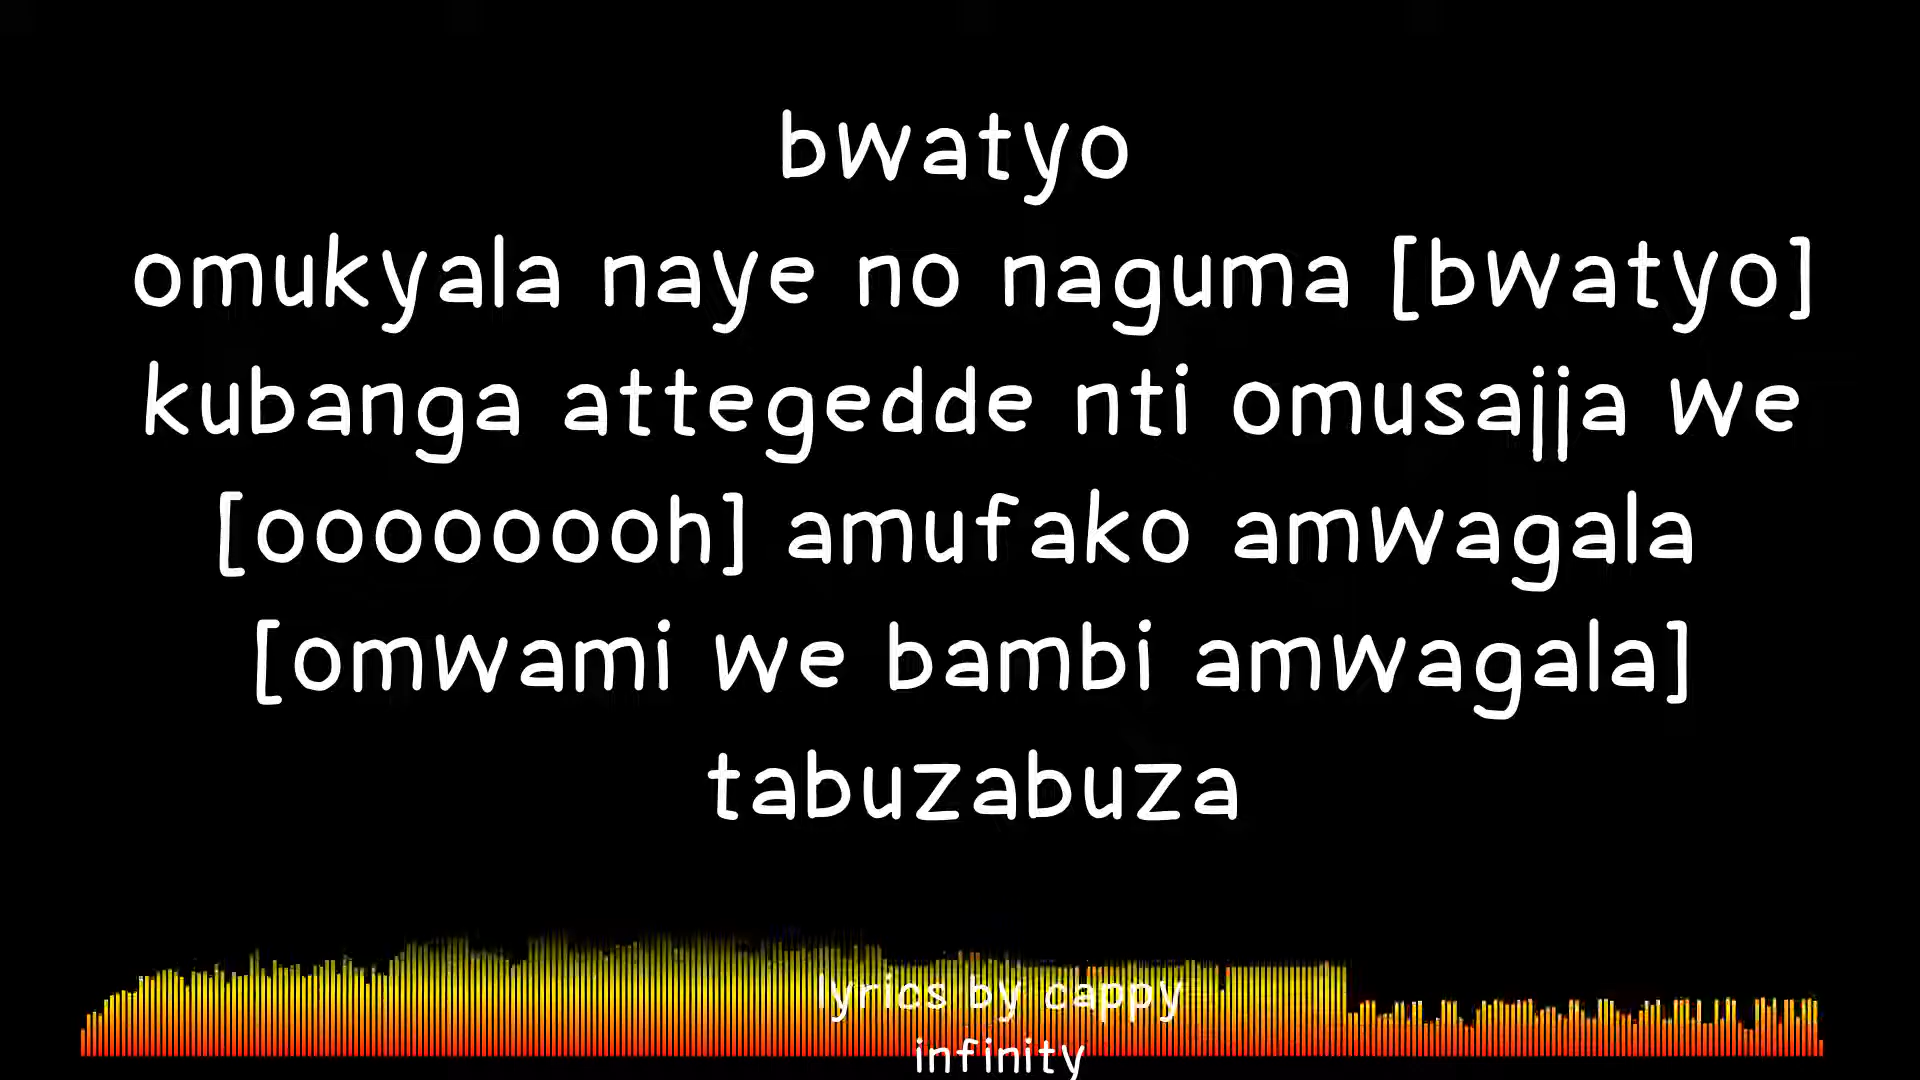 bwatyo
omukyala naye no naguma [bwatyo]
kubanga attegedde nti omusajja we
[ooooooooh] amufako amwagala
[omwami we bambi amwagala]
tabuzabuza
lyrics by cappy
infinity